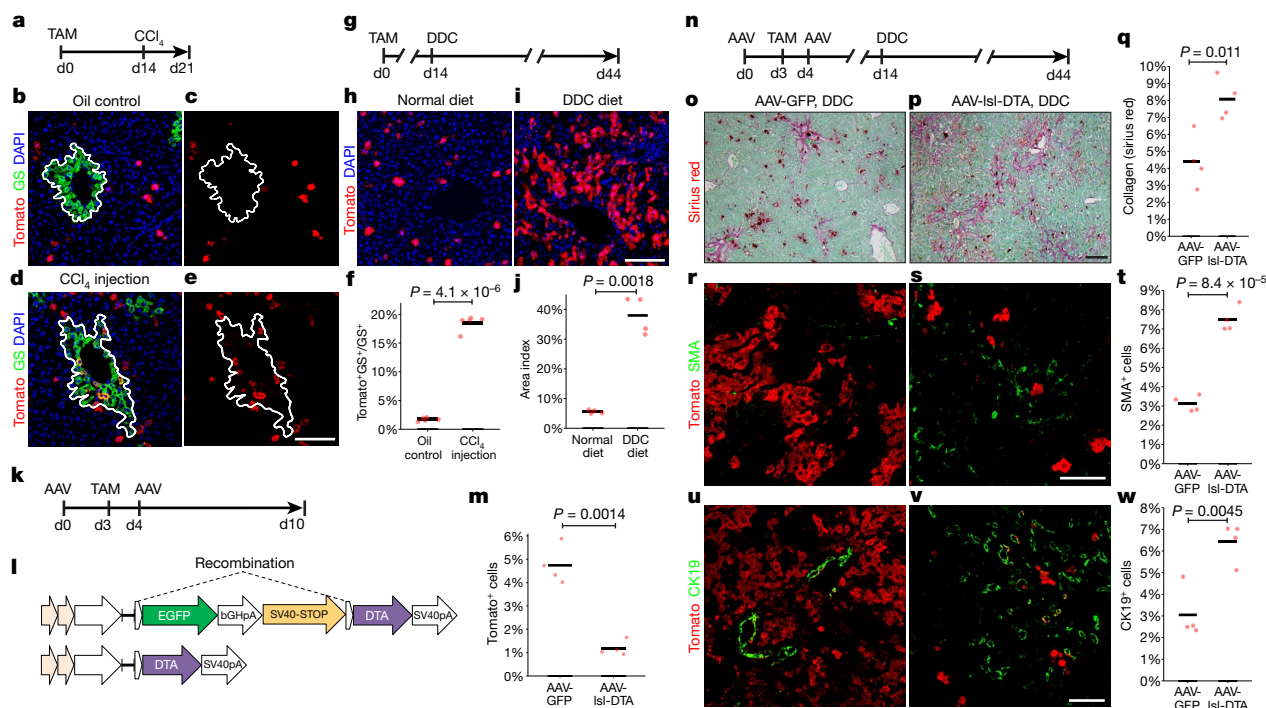 a
TAM
CCl4
d0
d14
d21
b
Oil control
c
Tomato GS DAPI
d
CCl4 injection
e
Tomato GS DAPI
f
P = 4.1 × 10−6
Tomato+GS+/GS+
20%
15%
10%
5%
0%
Oil
control
CCl4
injection
g
TAM
DDC
d0
d14
d44
h
Normal diet
i
DDC diet
Tomato DAPI
j
P = 0.0018
Area index
40%
30%
20%
10%
0%
Normal
diet
DDC
diet
k
AAV
TAM
AAV
d0
d3
d4
d10
l
Recombination
EGFP
bGHpA
SV40-STOP
DTA
SV40pA
DTA
SV40pA
m
P = 0.0014
Tomato+ cells
6%
5%
4%
3%
2%
1%
0%
AAV-
GFP
AAV-
lsl-DTA
n
AAV
TAM
AAV
DDC
d0
d3
d4
d14
d44
o
AAV-GFP, DDC
p
AAV-lsl-DTA, DDC
Sirius red
q
P = 0.011
Collagen (sirius red)
10%
9%
8%
7%
6%
5%
4%
3%
2%
1%
0%
AAV-
GFP
AAV-
lsl-DTA
r
s
Tomato SMA
t
P = 8.4 × 10−5
SMA+ cells
9%
8%
7%
6%
5%
4%
3%
2%
1%
0%
AAV-
GFP
AAV-
lsl-DTA
u
v
Tomato CK19
w
P = 0.0045
CK19+ cells
8%
7%
6%
5%
4%
3%
2%
1%
0%
AAV-
GFP
AAV-
lsl-DTA